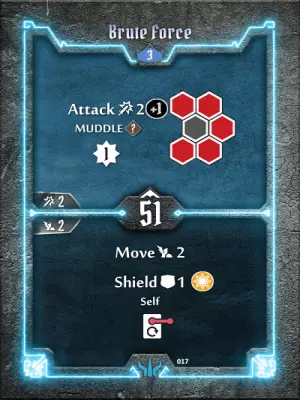 Brute Force
3
Attack 2 +1
MUDDLE ?
1
2
51
2
Move 2
Shield 1
Self
017